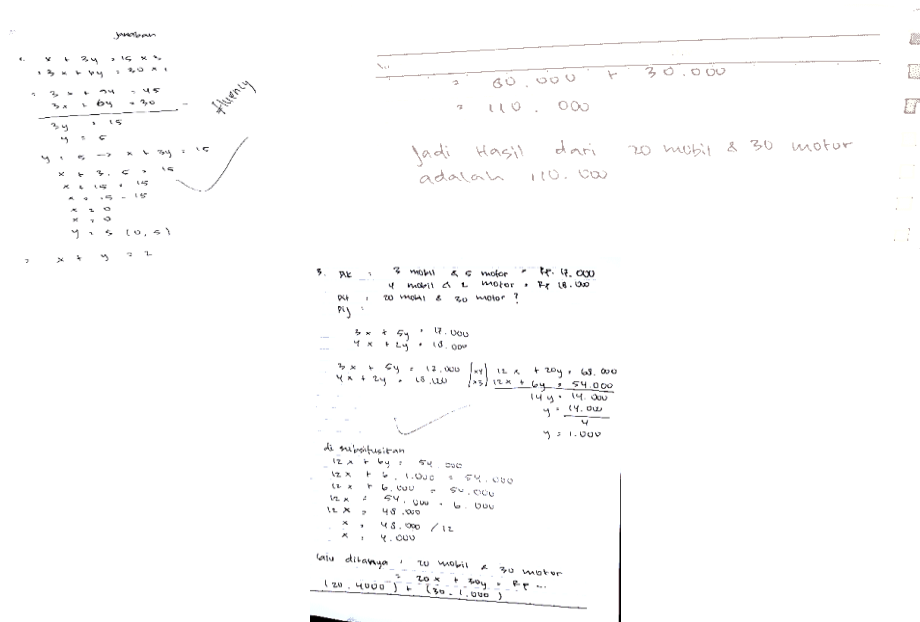 Jawaban
x + 3y = 15 x 3
3x + 6y = 30 x 1
= 3x + 9y = 45
3x + 6y = 30
3y = 15
y = 5
y = 5 -> x + 3y = 15
x + 3.5 = 15
x + 15 = 15
x = 15 - 15
x = 0
x = 0
y = 5 (0,5)
x + y = 2
fluency
= 80.000 + 30.000
= 110.000
Jadi Hasil dari 20 mobil & 30 motor
adalah 110.000
3. Dik : 3 mobil & 5 motor = Rp. 17.000
4 mobil & 2 motor = Rp 18.000
Dit : 20 mobil & 30 motor ?
Dij :
3x + 5y = 17.000
4x + 2y = 18.000
3x + 5y = 17.000 |x4| 12x + 20y = 68.000
4x + 2y = 18.000 |x3| 12x + 6y = 54.000
14y = 14.000
y = 14.000
y = 1.000
di subsitusikan
12x + 6y = 54.000
12x + 6.1.000 = 54.000
12x + 6.000 = 54.000
12x = 54.000 - 6.000
12x = 48.000
x = 48.000 / 12
x = 4.000
Lalu ditanya : 20 mobil & 30 motor
= 20x + 30y = Rp ...
(20.4000) + (30.1.000)